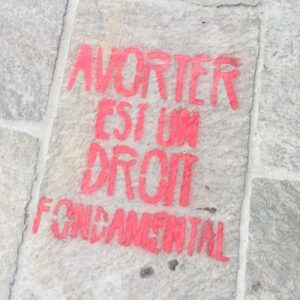 AVORTER
EST UN
DROIT
FONDAMENTAL